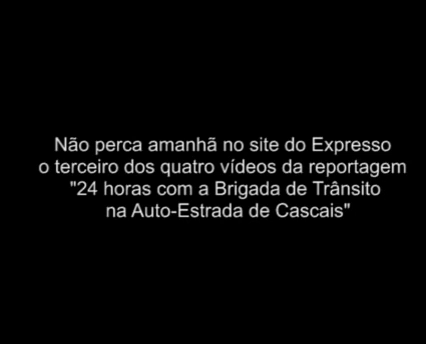 Não perca amanhã no site do Expresso
o terceiro dos quatro vídeos da reportagem
"24 horas com a Brigada de Trânsito
na Auto-Estrada de Cascais"